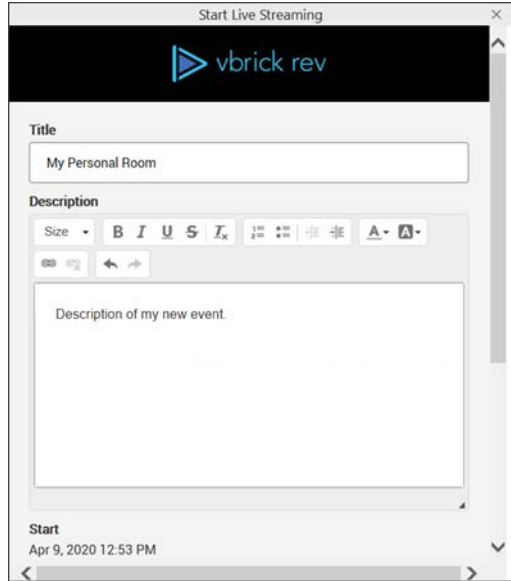 Start Live Streaming
vbrick rev
Title
My Personal Room
Description
Size B I U S Ix A A
Description of my new event.
Start
Apr 9, 2020 12:53 PM